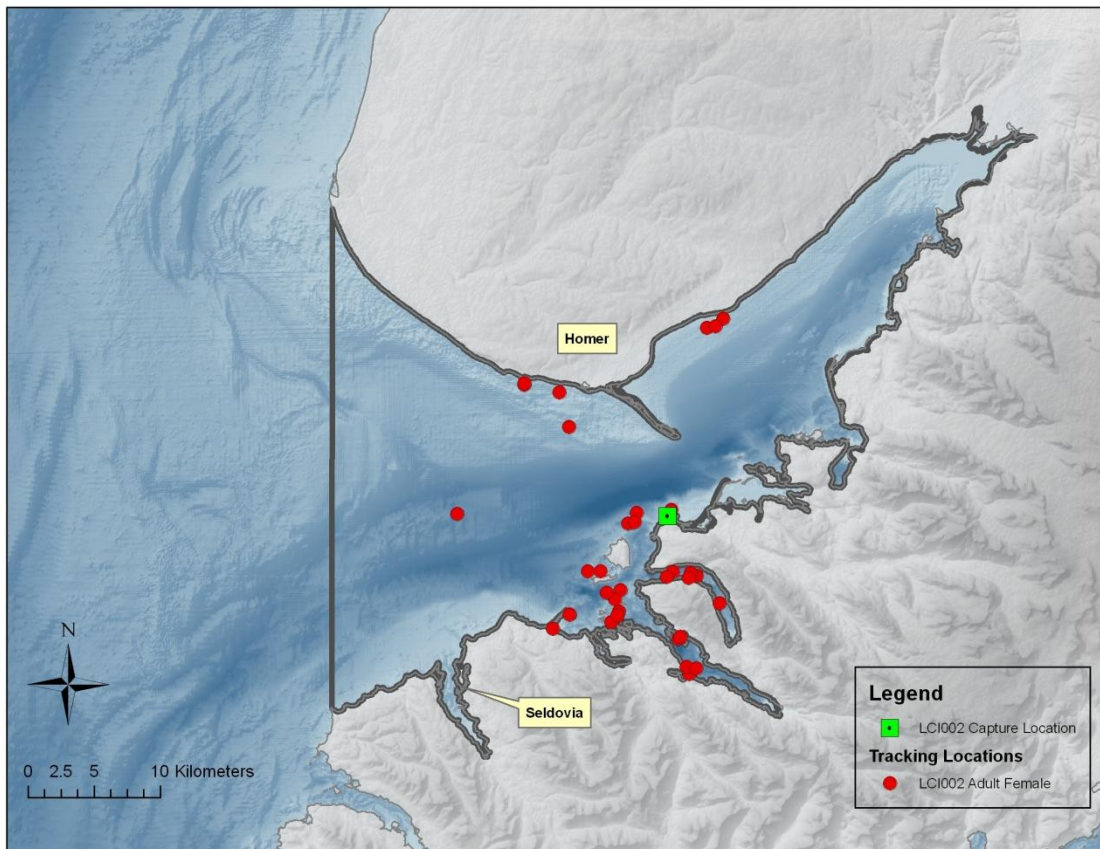 Homer
Seldovia
N
0 2.5 5 10 Kilometers
Legend
LCI002 Capture Location
Tracking Locations
LCI002 Adult Female